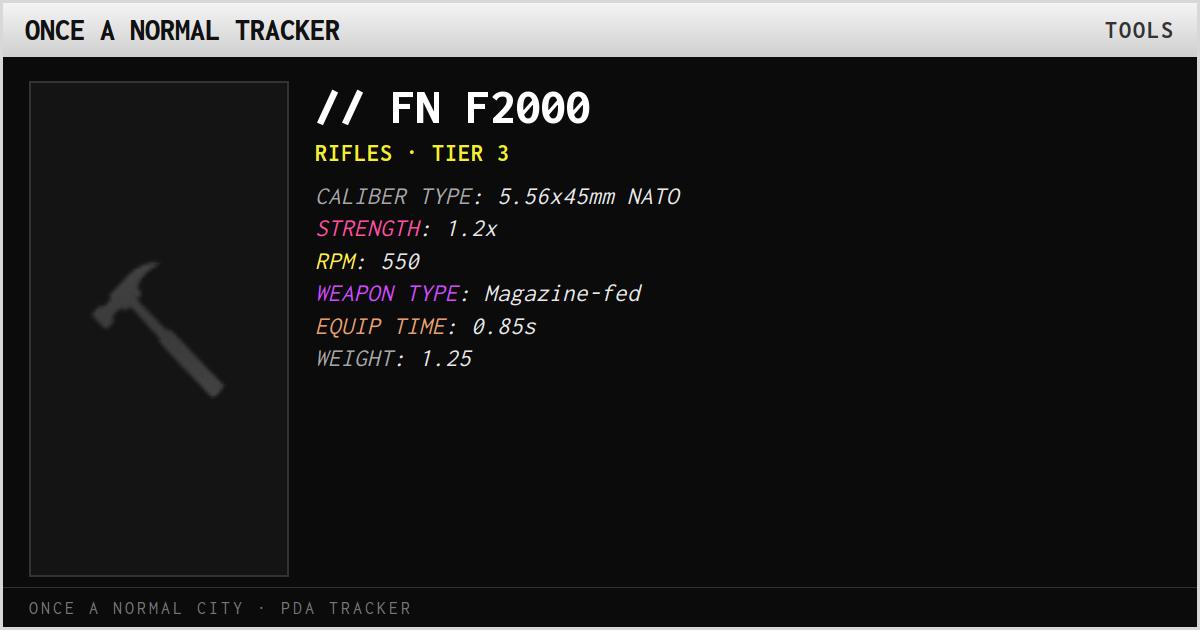 ONCE A NORMAL TRACKER
TOOLS
// FN F2000
RIFLES · TIER 3
CALIBER TYPE: 5.56x45mm NATO
STRENGTH: 1.2x
RPM: 550
WEAPON TYPE: Magazine-fed
EQUIP TIME: 0.85s
WEIGHT: 1.25
ONCE A NORMAL CITY · PDA TRACKER